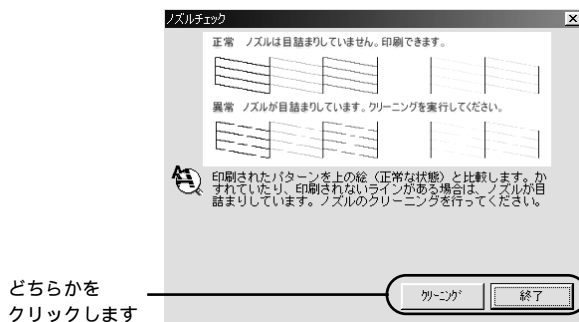 ノズルチェック
正常 ノズルは目詰まりしていません。印刷できます。
異常 ノズルが目詰まりしています。クリーニングを実行してください。
印刷されたパターンを上の絵（正常な状態）と比較します。か
すれていたり、印刷されないラインがある場合は、ノズルが目
詰まりしています。ノズルのクリーニングを行ってください。
ｸﾘｰﾆﾝｸﾞ
終了
どちらかを
クリックします